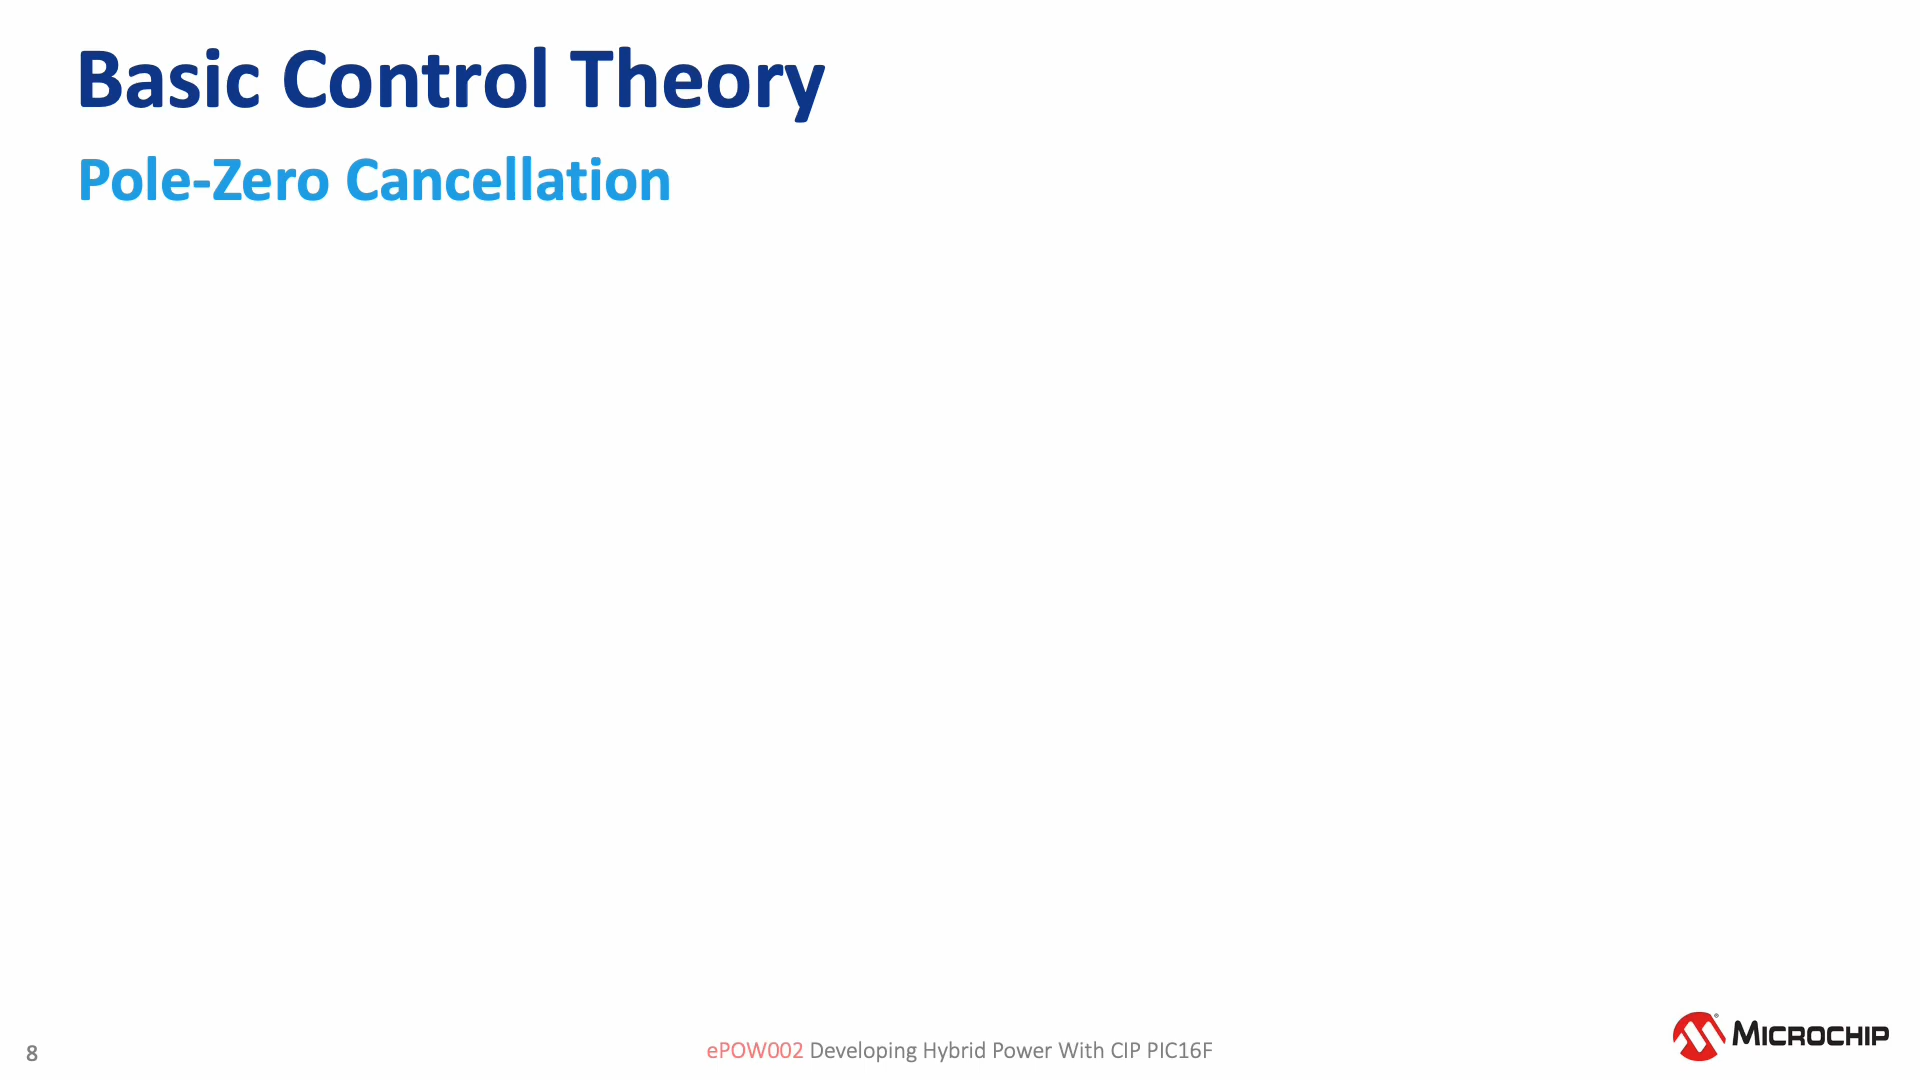 Basic Control Theory
Pole-Zero Cancellation
8
ePOW002 Developing Hybrid Power With CIP PIC16F
MICROCHIP